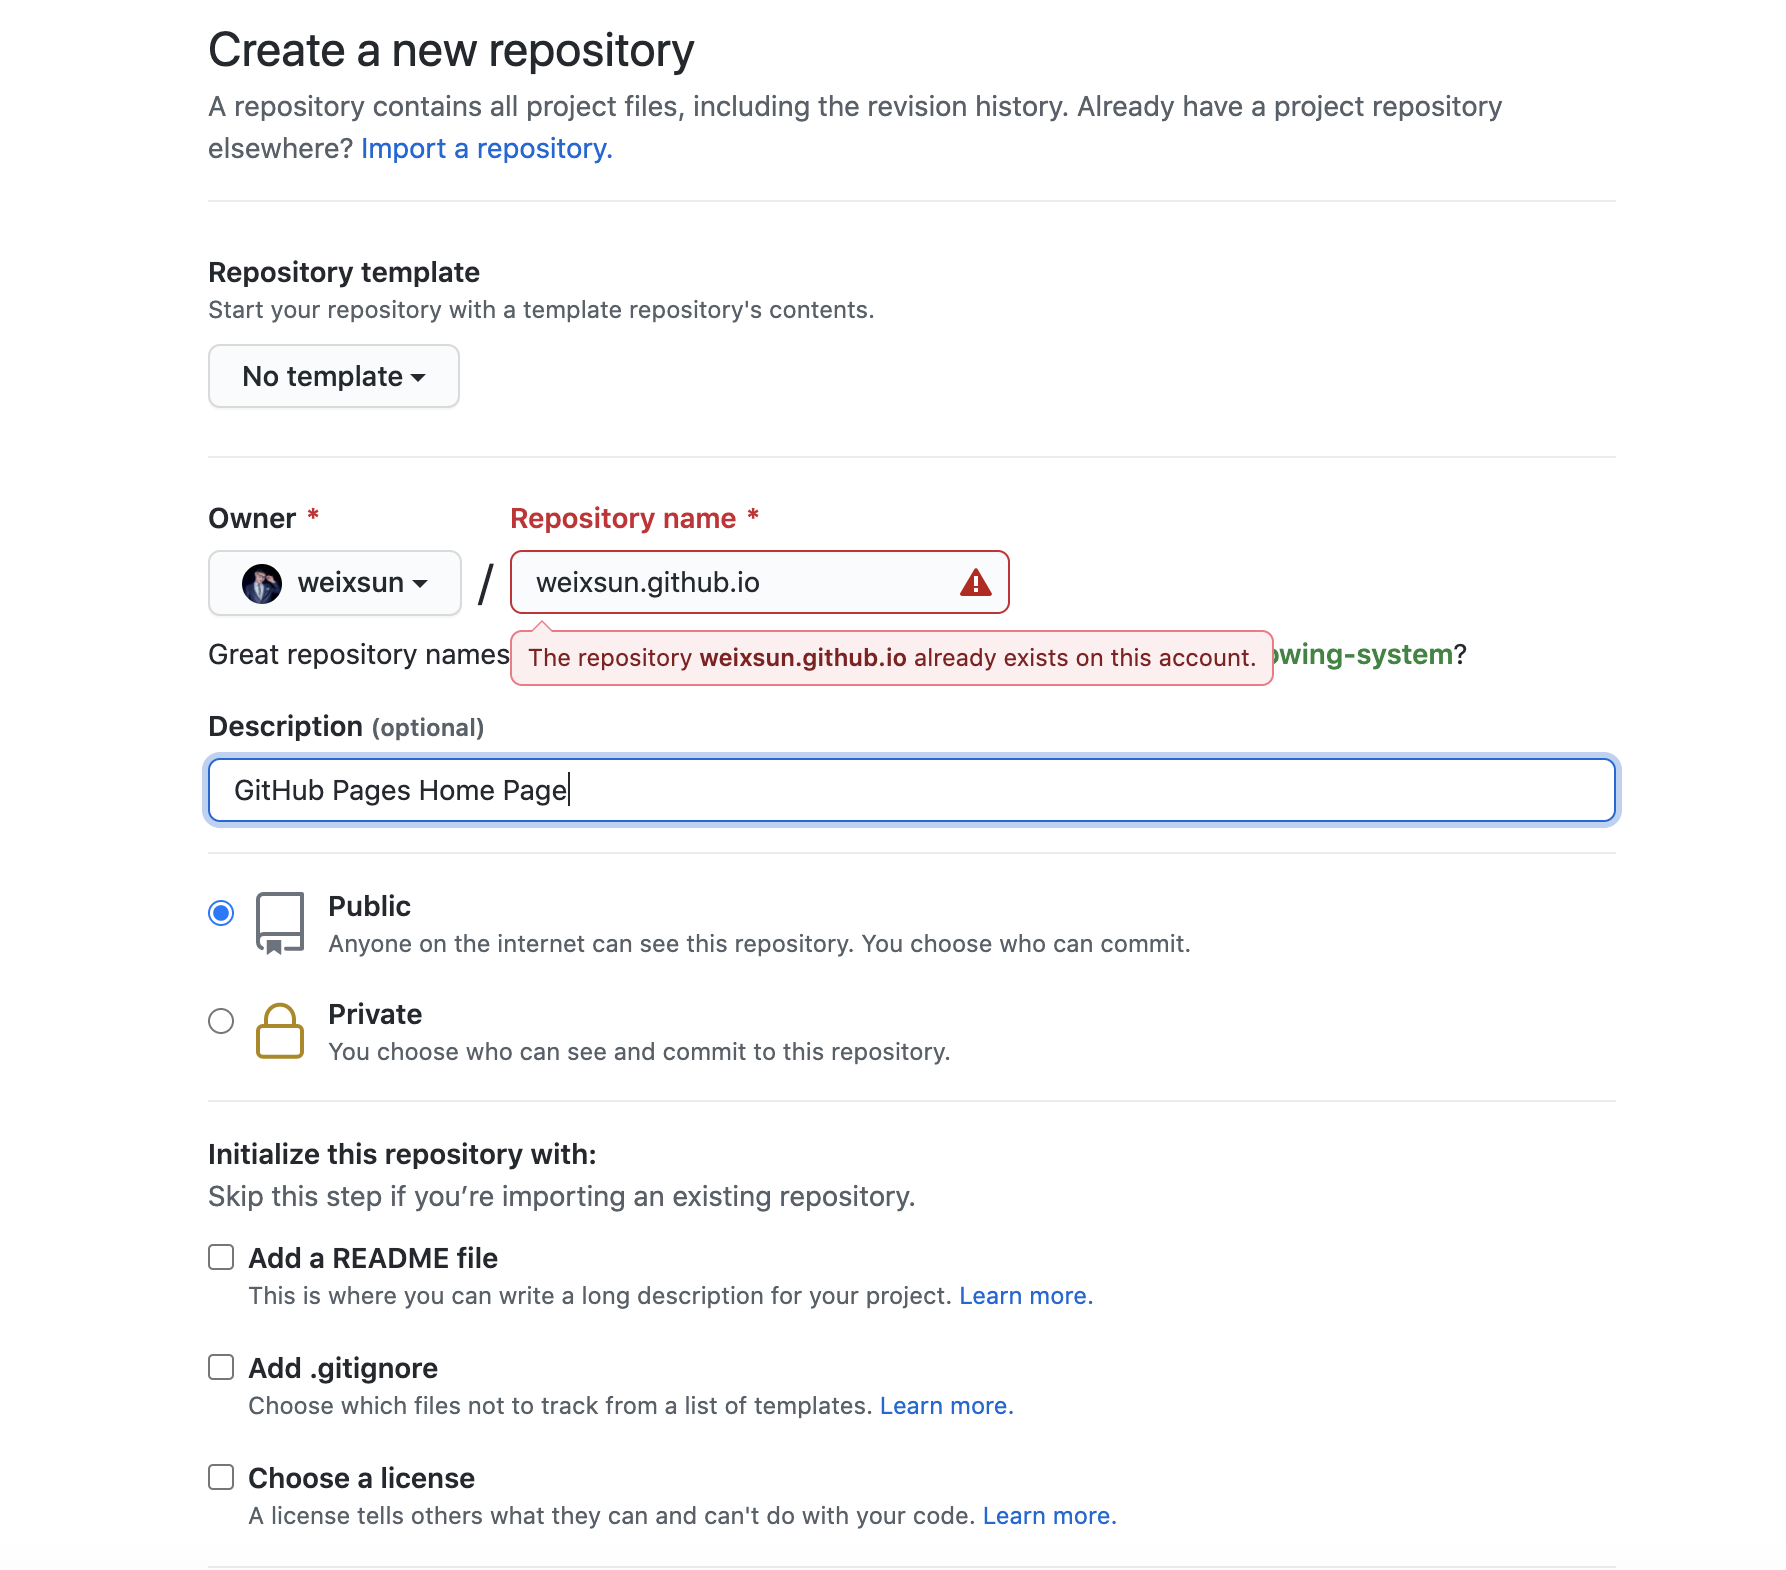 Create a new repository
A repository contains all project files, including the revision history. Already have a project repository
elsewhere? Import a repository.
Repository template
Start your repository with a template repository's contents.
No template
Owner * Repository name *
weixsun / weixsun.github.io
Great repository names
The repository weixsun.github.io already exists on this account.
owing-system?
Description (optional)
GitHub Pages Home Page
Public
Anyone on the internet can see this repository. You choose who can commit.
Private
You choose who can see and commit to this repository.
Initialize this repository with:
Skip this step if you’re importing an existing repository.
Add a README file
This is where you can write a long description for your project. Learn more.
Add .gitignore
Choose which files not to track from a list of templates. Learn more.
Choose a license
A license tells others what they can and can't do with your code. Learn more.